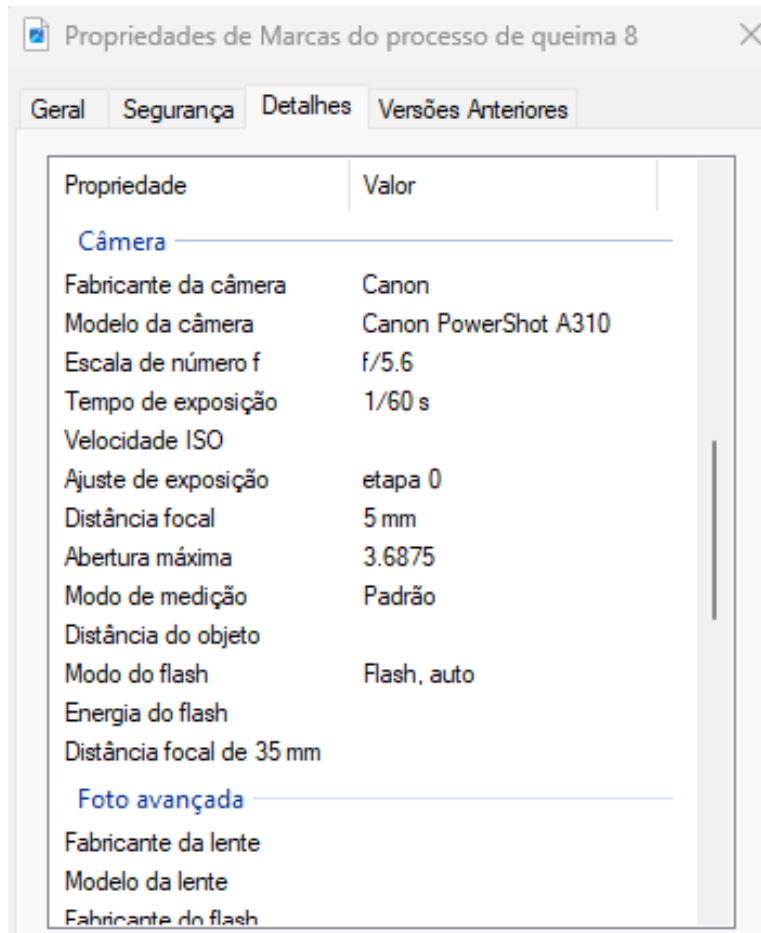 Propriedades de Marcas do processo de queima 8
Geral Segurança Detalhes Versões Anteriores
Propriedade Valor
Câmera
Fabricante da câmera Canon
Modelo da câmera Canon PowerShot A310
Escala de número f f/5.6
Tempo de exposição 1/60 s
Velocidade ISO
Ajuste de exposição etapa 0
Distância focal 5 mm
Abertura máxima 3.6875
Modo de medição Padrão
Distância do objeto
Modo do flash Flash, auto
Energia do flash
Distância focal de 35 mm
Foto avançada
Fabricante da lente
Modelo da lente
Fabricante do flash